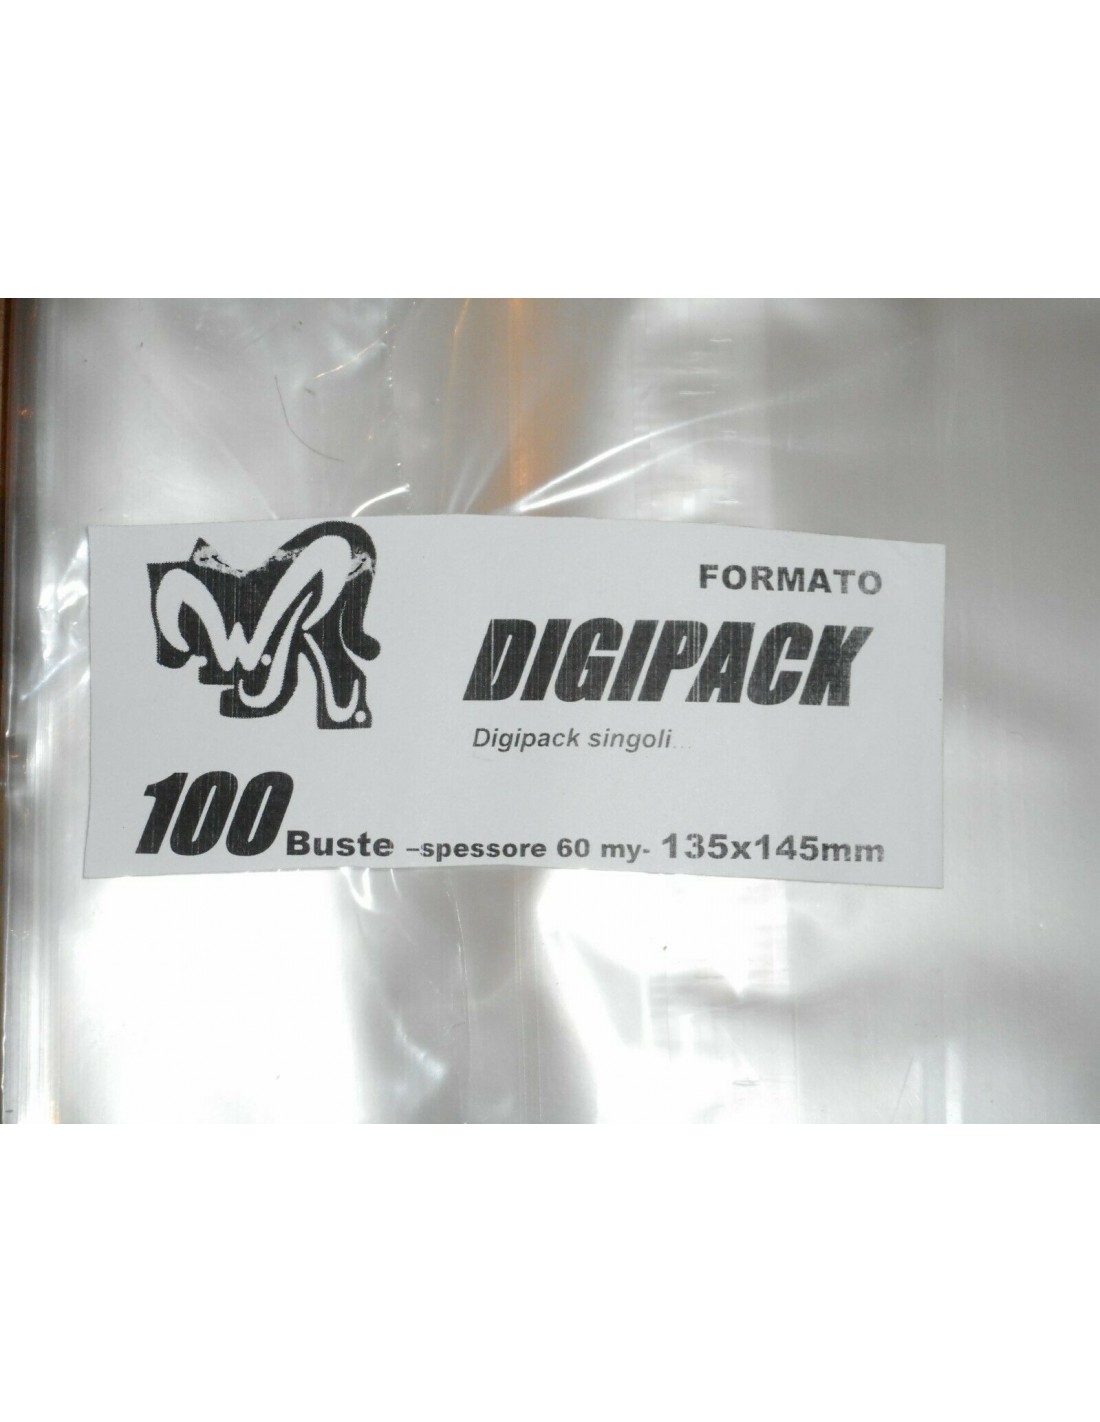 W.R.
FORMATO
DIGIPACK
Digipack singoli...
100 Buste –spessore 60 my- 135x145mm